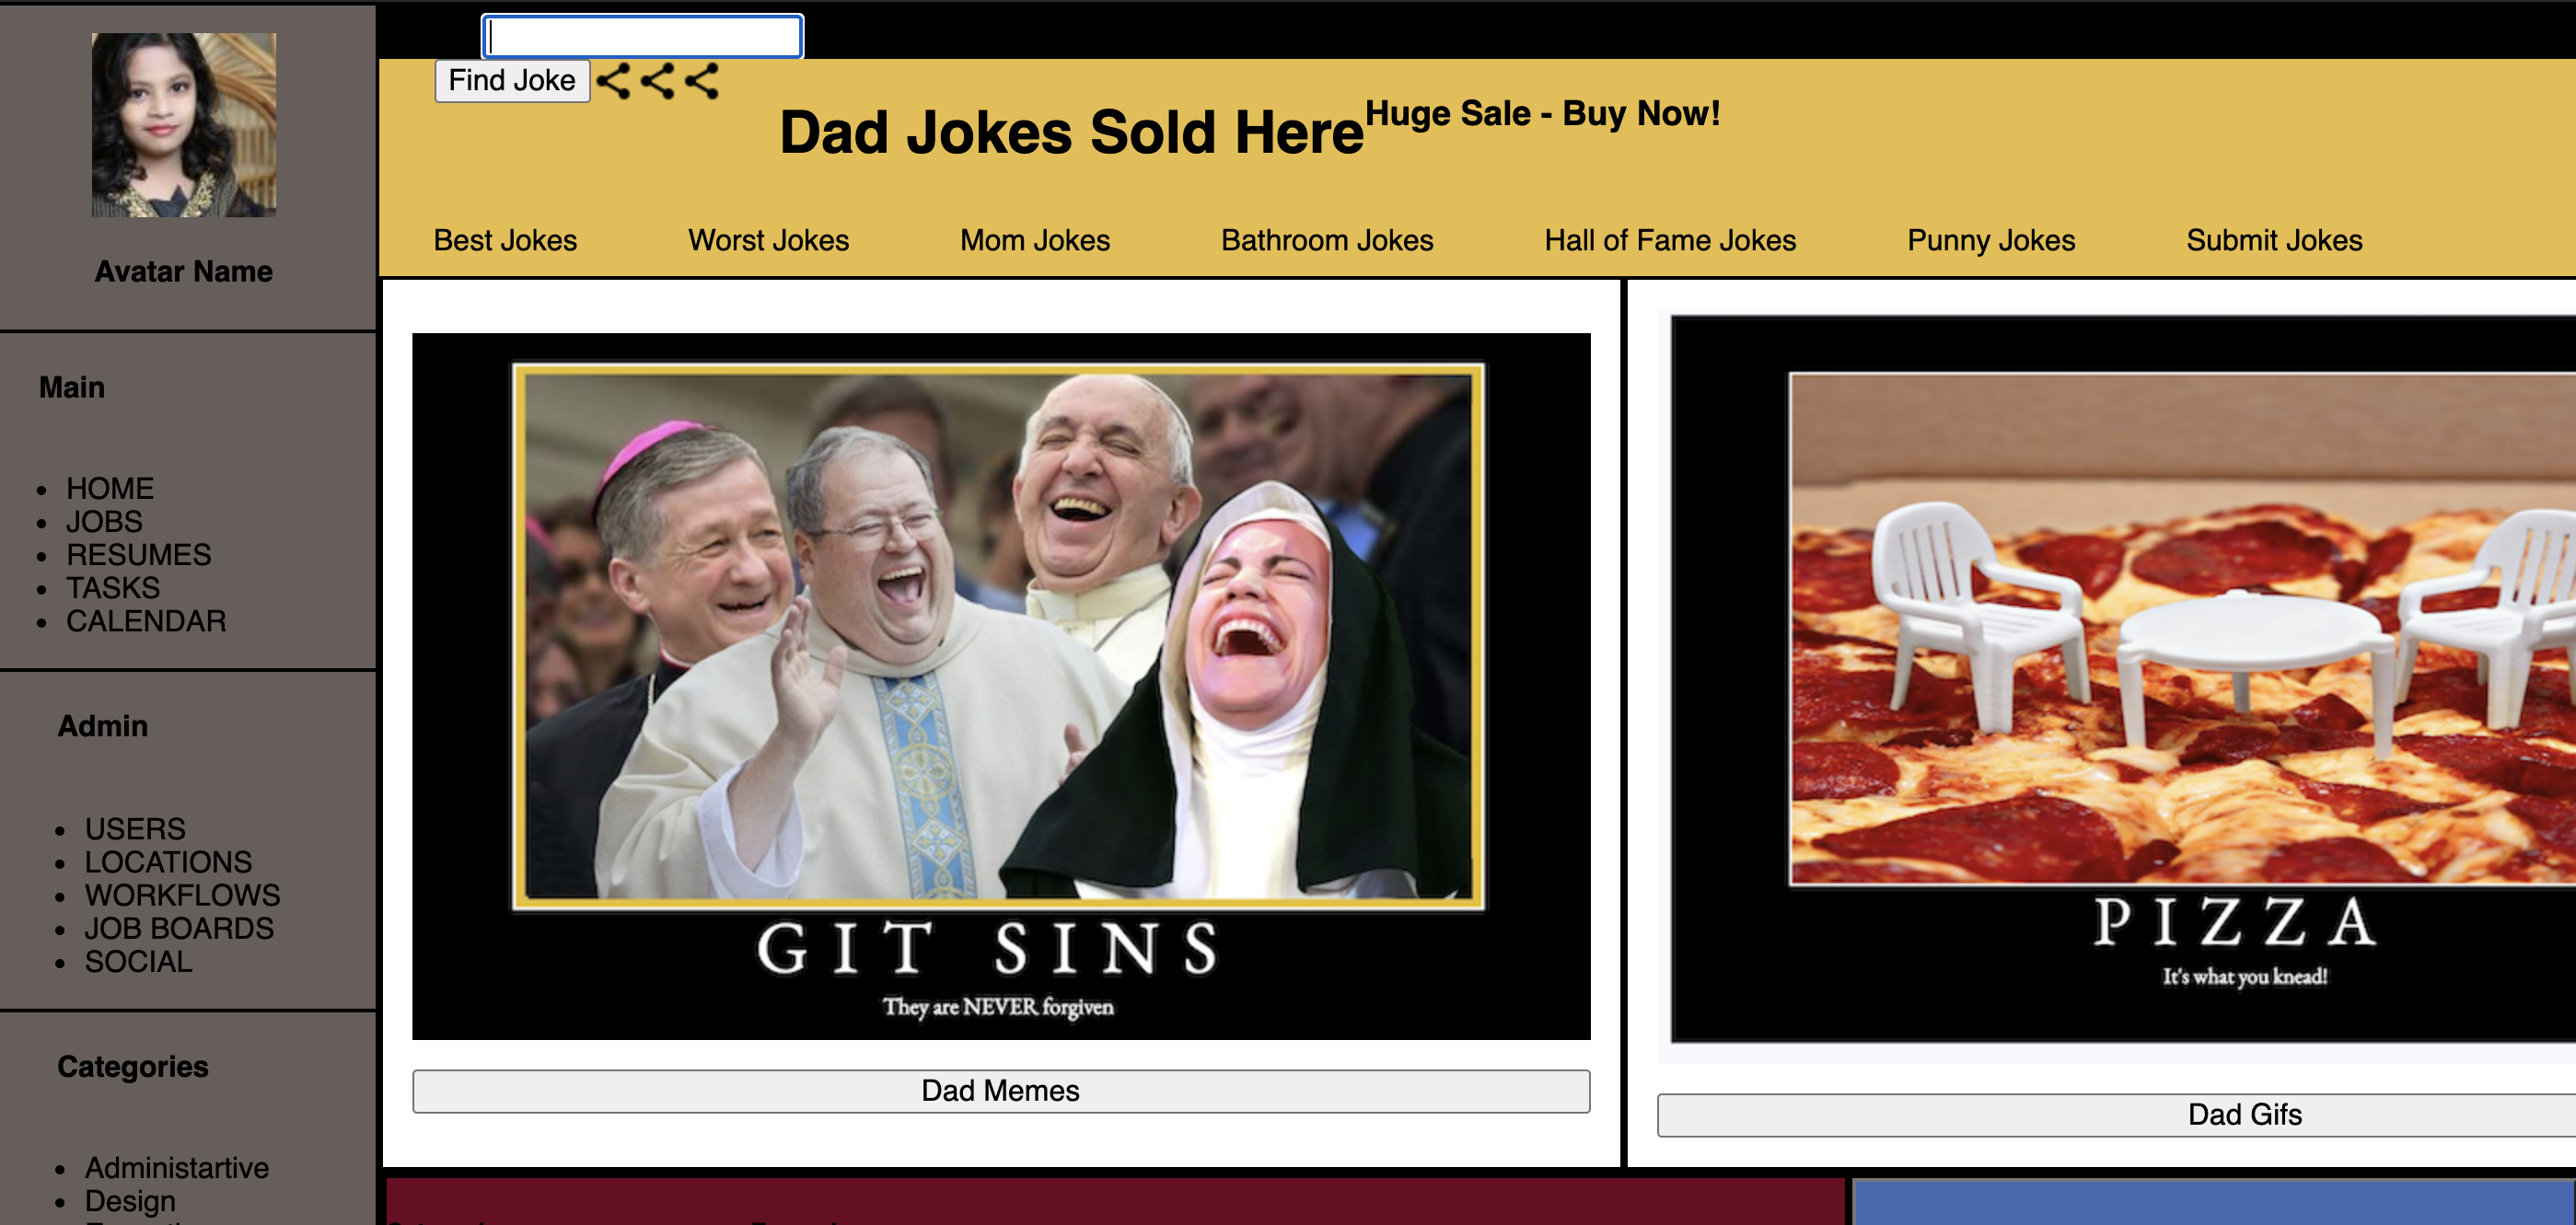 Avatar Name
Main
HOME
JOBS
RESUMES
TASKS
CALENDAR
Admin
USERS
LOCATIONS
WORKFLOWS
JOB BOARDS
SOCIAL
Categories
Administartive
Design
Find Joke
Dad Jokes Sold Here Huge Sale - Buy Now!
Best Jokes Worst Jokes Mom Jokes Bathroom Jokes Hall of Fame Jokes Punny Jokes Submit Jokes
GIT SINS
They are NEVER forgiven
Dad Memes
PIZZA
It's what you knead!
Dad Gifs